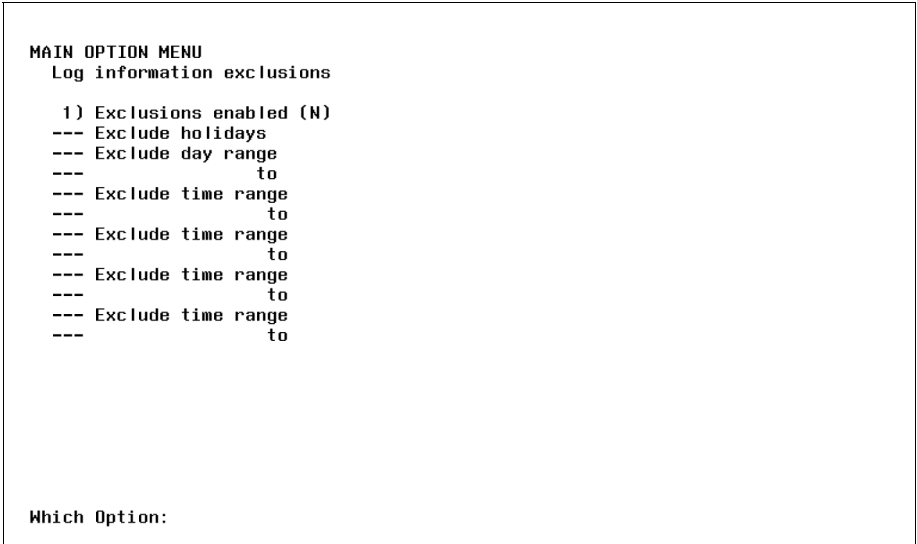 MAIN OPTION MENU
Log information exclusions
1) Exclusions enabled (N)
--- Exclude holidays
--- Exclude day range
--- to
--- Exclude time range
--- to
--- Exclude time range
--- to
--- Exclude time range
--- to
--- Exclude time range
--- to
Which Option: